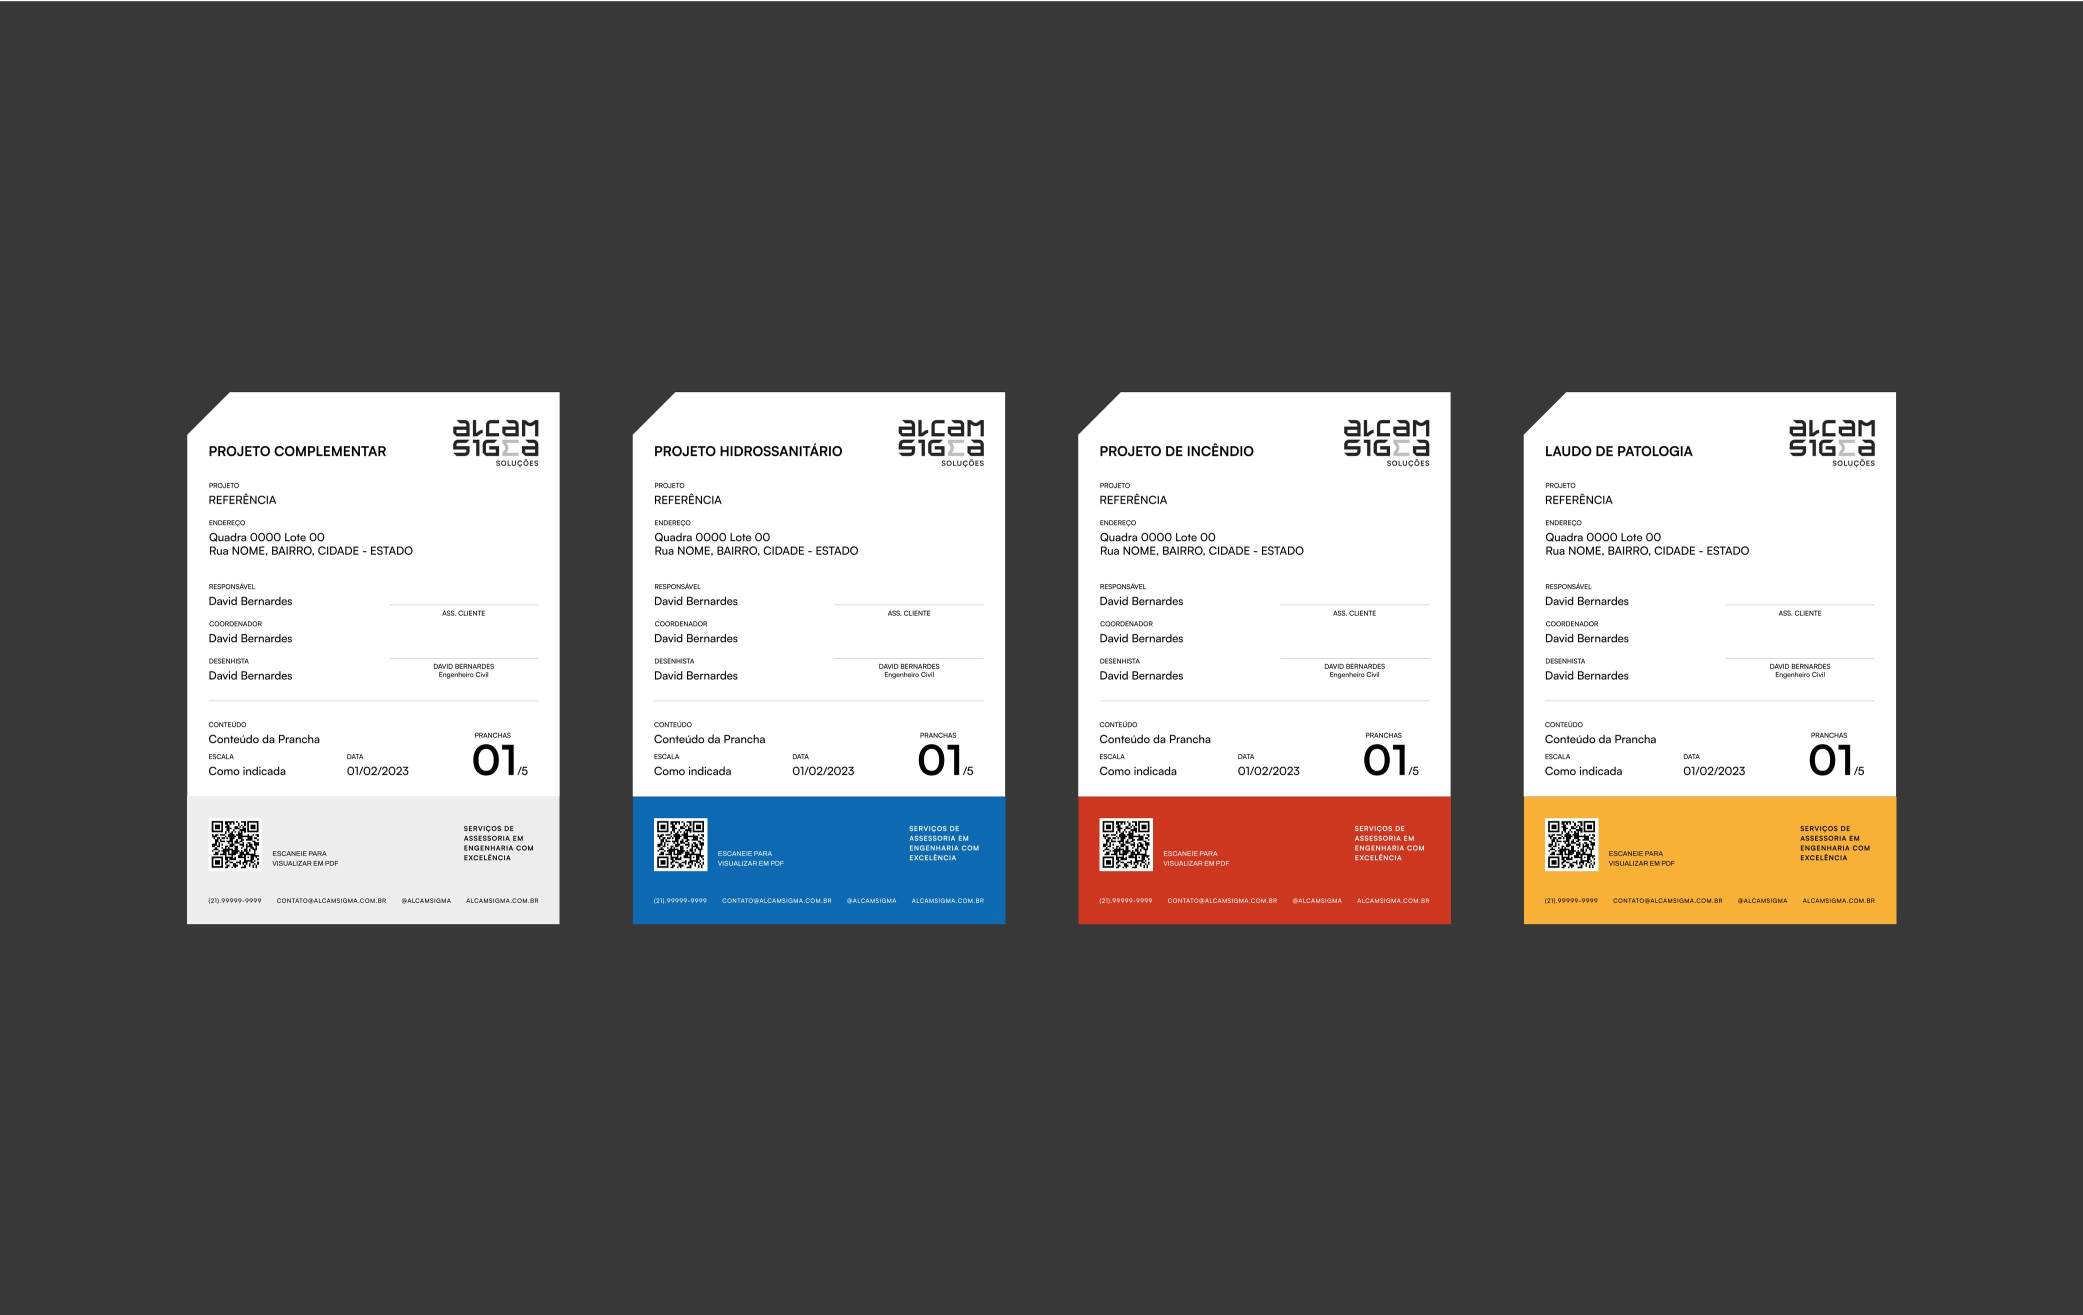 PROJETO COMPLEMENTAR
alcam
SIGΣa
SOLUÇÕES
PROJETO
REFERÊNCIA
ENDEREÇO
Quadra 0000 Lote 00
Rua NOME, BAIRRO, CIDADE - ESTADO
RESPONSÁVEL
David Bernardes
ASS. CLIENTE
COORDENADOR
David Bernardes
DESENHISTA
David Bernardes
DAVID BERNARDES
Engenheiro Civil
CONTEÚDO
Conteúdo da Prancha
ESCALA
Como indicada
DATA
01/02/2023
PRANCHAS
01/5
ESCANEIE PARA
VISUALIZAR EM PDF
SERVIÇOS DE
ASSESSORIA EM
ENGENHARIA COM
EXCELÊNCIA
(21).99999-9999 CONTATO@ALCAMSIGMA.COM.BR @ALCAMSIGMA ALCAMSIGMA.COM.BR
PROJETO HIDROSSANITÁRIO
alcam
SIGΣa
SOLUÇÕES
PROJETO
REFERÊNCIA
ENDEREÇO
Quadra 0000 Lote 00
Rua NOME, BAIRRO, CIDADE - ESTADO
RESPONSÁVEL
David Bernardes
ASS. CLIENTE
COORDENADOR
David Bernardes
DESENHISTA
David Bernardes
DAVID BERNARDES
Engenheiro Civil
CONTEÚDO
Conteúdo da Prancha
ESCALA
Como indicada
DATA
01/02/2023
PRANCHAS
01/5
ESCANEIE PARA
VISUALIZAR EM PDF
SERVIÇOS DE
ASSESSORIA EM
ENGENHARIA COM
EXCELÊNCIA
(21).99999-9999 CONTATO@ALCAMSIGMA.COM.BR @ALCAMSIGMA ALCAMSIGMA.COM.BR
PROJETO DE INCÊNDIO
alcam
SIGΣa
SOLUÇÕES
PROJETO
REFERÊNCIA
ENDEREÇO
Quadra 0000 Lote 00
Rua NOME, BAIRRO, CIDADE - ESTADO
RESPONSÁVEL
David Bernardes
ASS. CLIENTE
COORDENADOR
David Bernardes
DESENHISTA
David Bernardes
DAVID BERNARDES
Engenheiro Civil
CONTEÚDO
Conteúdo da Prancha
ESCALA
Como indicada
DATA
01/02/2023
PRANCHAS
01/5
ESCANEIE PARA
VISUALIZAR EM PDF
SERVIÇOS DE
ASSESSORIA EM
ENGENHARIA COM
EXCELÊNCIA
(21).99999-9999 CONTATO@ALCAMSIGMA.COM.BR @ALCAMSIGMA ALCAMSIGMA.COM.BR
LAUDO DE PATOLOGIA
alcam
SIGΣa
SOLUÇÕES
PROJETO
REFERÊNCIA
ENDEREÇO
Quadra 0000 Lote 00
Rua NOME, BAIRRO, CIDADE - ESTADO
RESPONSÁVEL
David Bernardes
ASS. CLIENTE
COORDENADOR
David Bernardes
DESENHISTA
David Bernardes
DAVID BERNARDES
Engenheiro Civil
CONTEÚDO
Conteúdo da Prancha
ESCALA
Como indicada
DATA
01/02/2023
PRANCHAS
01/5
ESCANEIE PARA
VISUALIZAR EM PDF
SERVIÇOS DE
ASSESSORIA EM
ENGENHARIA COM
EXCELÊNCIA
(21).99999-9999 CONTATO@ALCAMSIGMA.COM.BR @ALCAMSIGMA ALCAMSIGMA.COM.BR